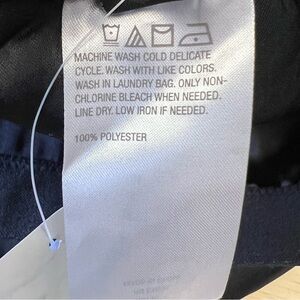 MACHINE WASH COLD DELICATE
CYCLE. WASH WITH LIKE COLORS.
WASH IN LAUNDRY BAG. ONLY NON-
CHLORINE BLEACH WHEN NEEDED.
LINE DRY. LOW IRON IF NEEDED.
100% POLYESTER